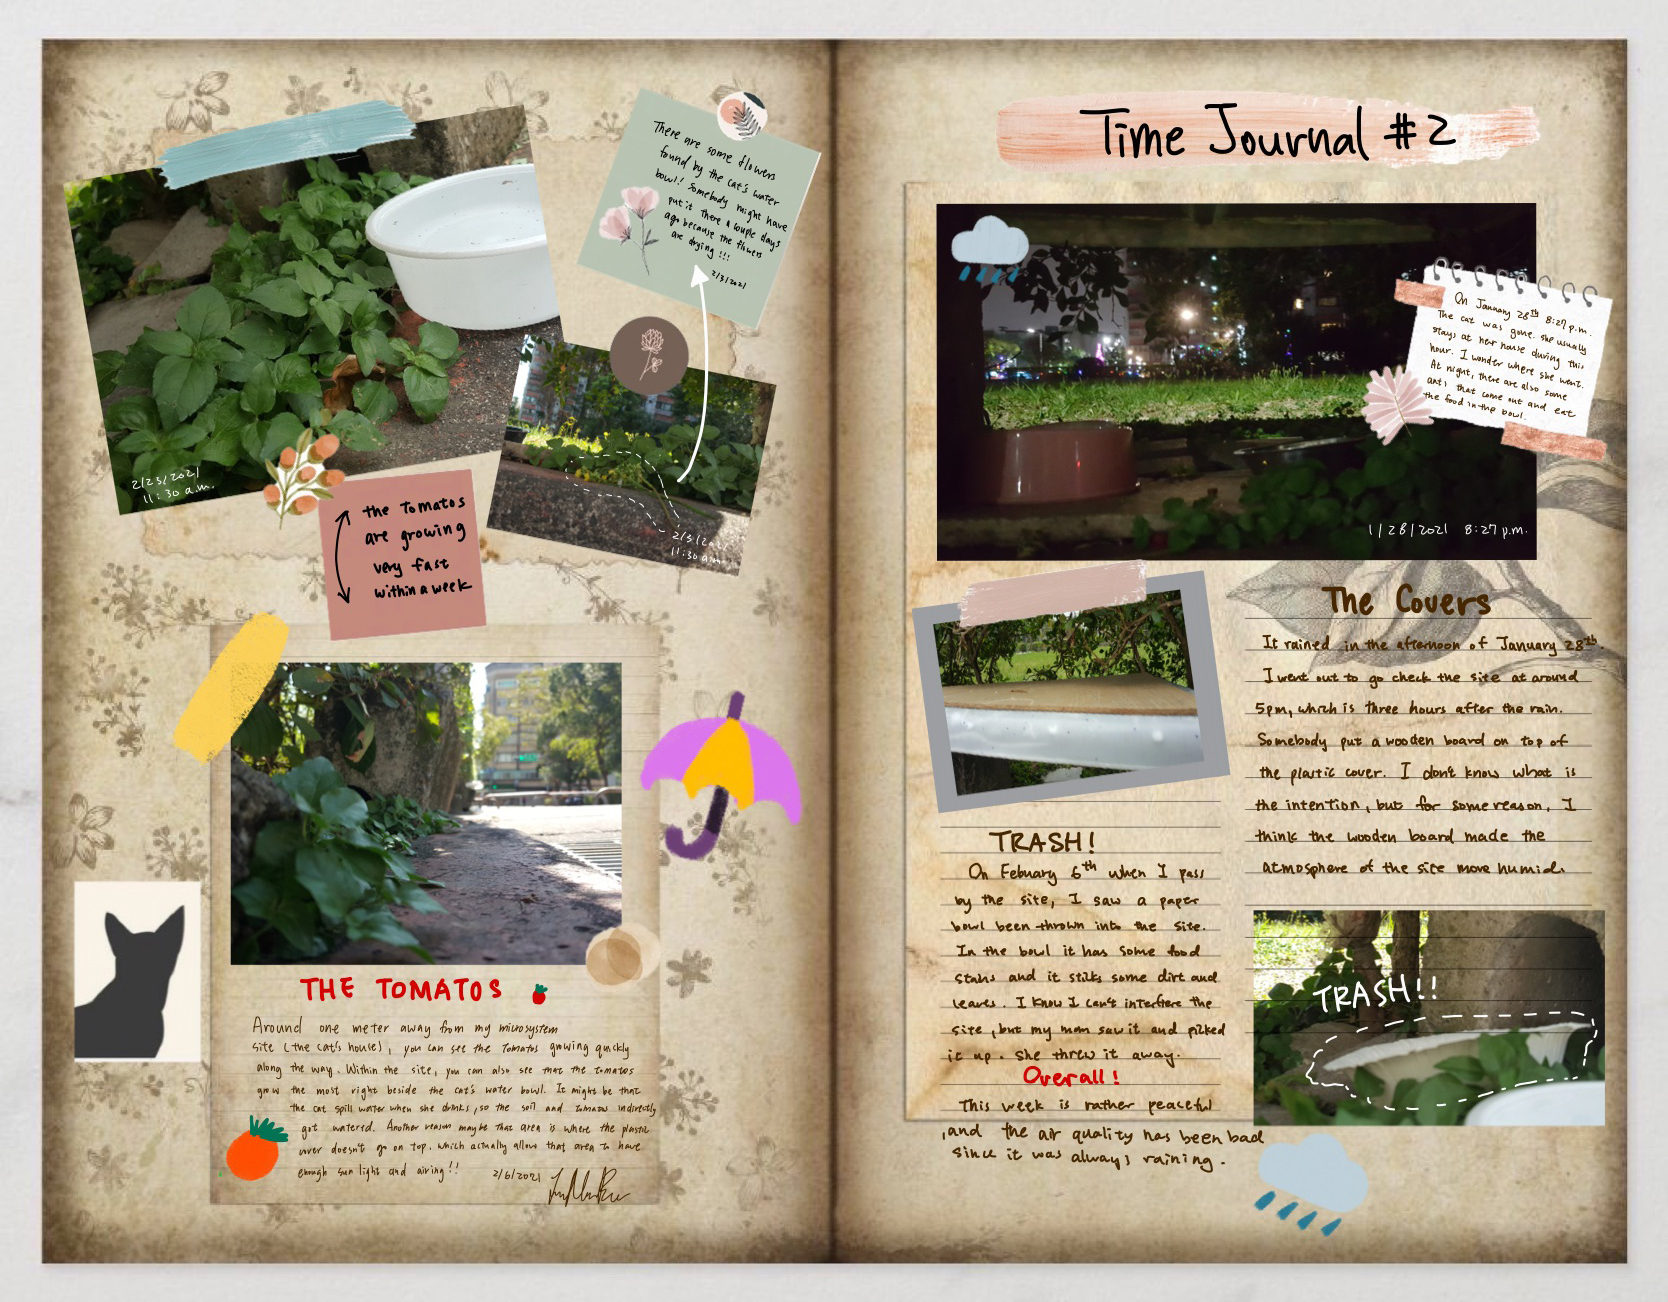 2/23/2021
11:30 a.m.
There are some flowers
found by the cat's water
bowl! Somebody might have
put it there a couple days
ago because the flowers
are drying!!!
2/3/2021
2/3/2021
11:30 a.m.
the Tomatos
are growing
very fast
within a week
THE TOMATOS
Around one meter away from my microsystem
site (the cat's house), you can see the Tomatos growing quickly
along the way. Within the site, you can also see that the tomatos
grow the most right beside the cat's water bowl. It might be that
the cat spill water when she drinks, so the soil and tomatos indirectly
got watered. Another reason maybe that area is where the plastic
cover doesn't go on top. which actually allow that area to have
enough sun light and airing!!
2/6/2021
Time Journal #2
On January 28th 8:27 p.m.
The cat was gone. She usually
stays at her house during this
hour. I wonder where she went.
At night, there are also some
ants that come out and eat
the food in the bowl.
1/28/2021 8:27 p.m.
The Covers
It rained in the afternoon of January 28th.
I went out to go check the site at around
5pm, which is three hours after the rain.
Somebody put a wooden board on top of
the plastic cover. I don't know what is
the intention, but for some reason, I
think the wooden board made the
atmosphere of the site more humid.
TRASH!
On Febuary 6th when I pass
by the site, I saw a paper
bowl been thrown into the site.
In the bowl it has some food
stains and it stiks some dirt and
leaves. I know I can't interfere the
site, but my mom saw it and picked
it up. She threw it away.
Overall!
This week is rather peaceful
, and the air quality has been bad
since it was always raining.
TRASH!!